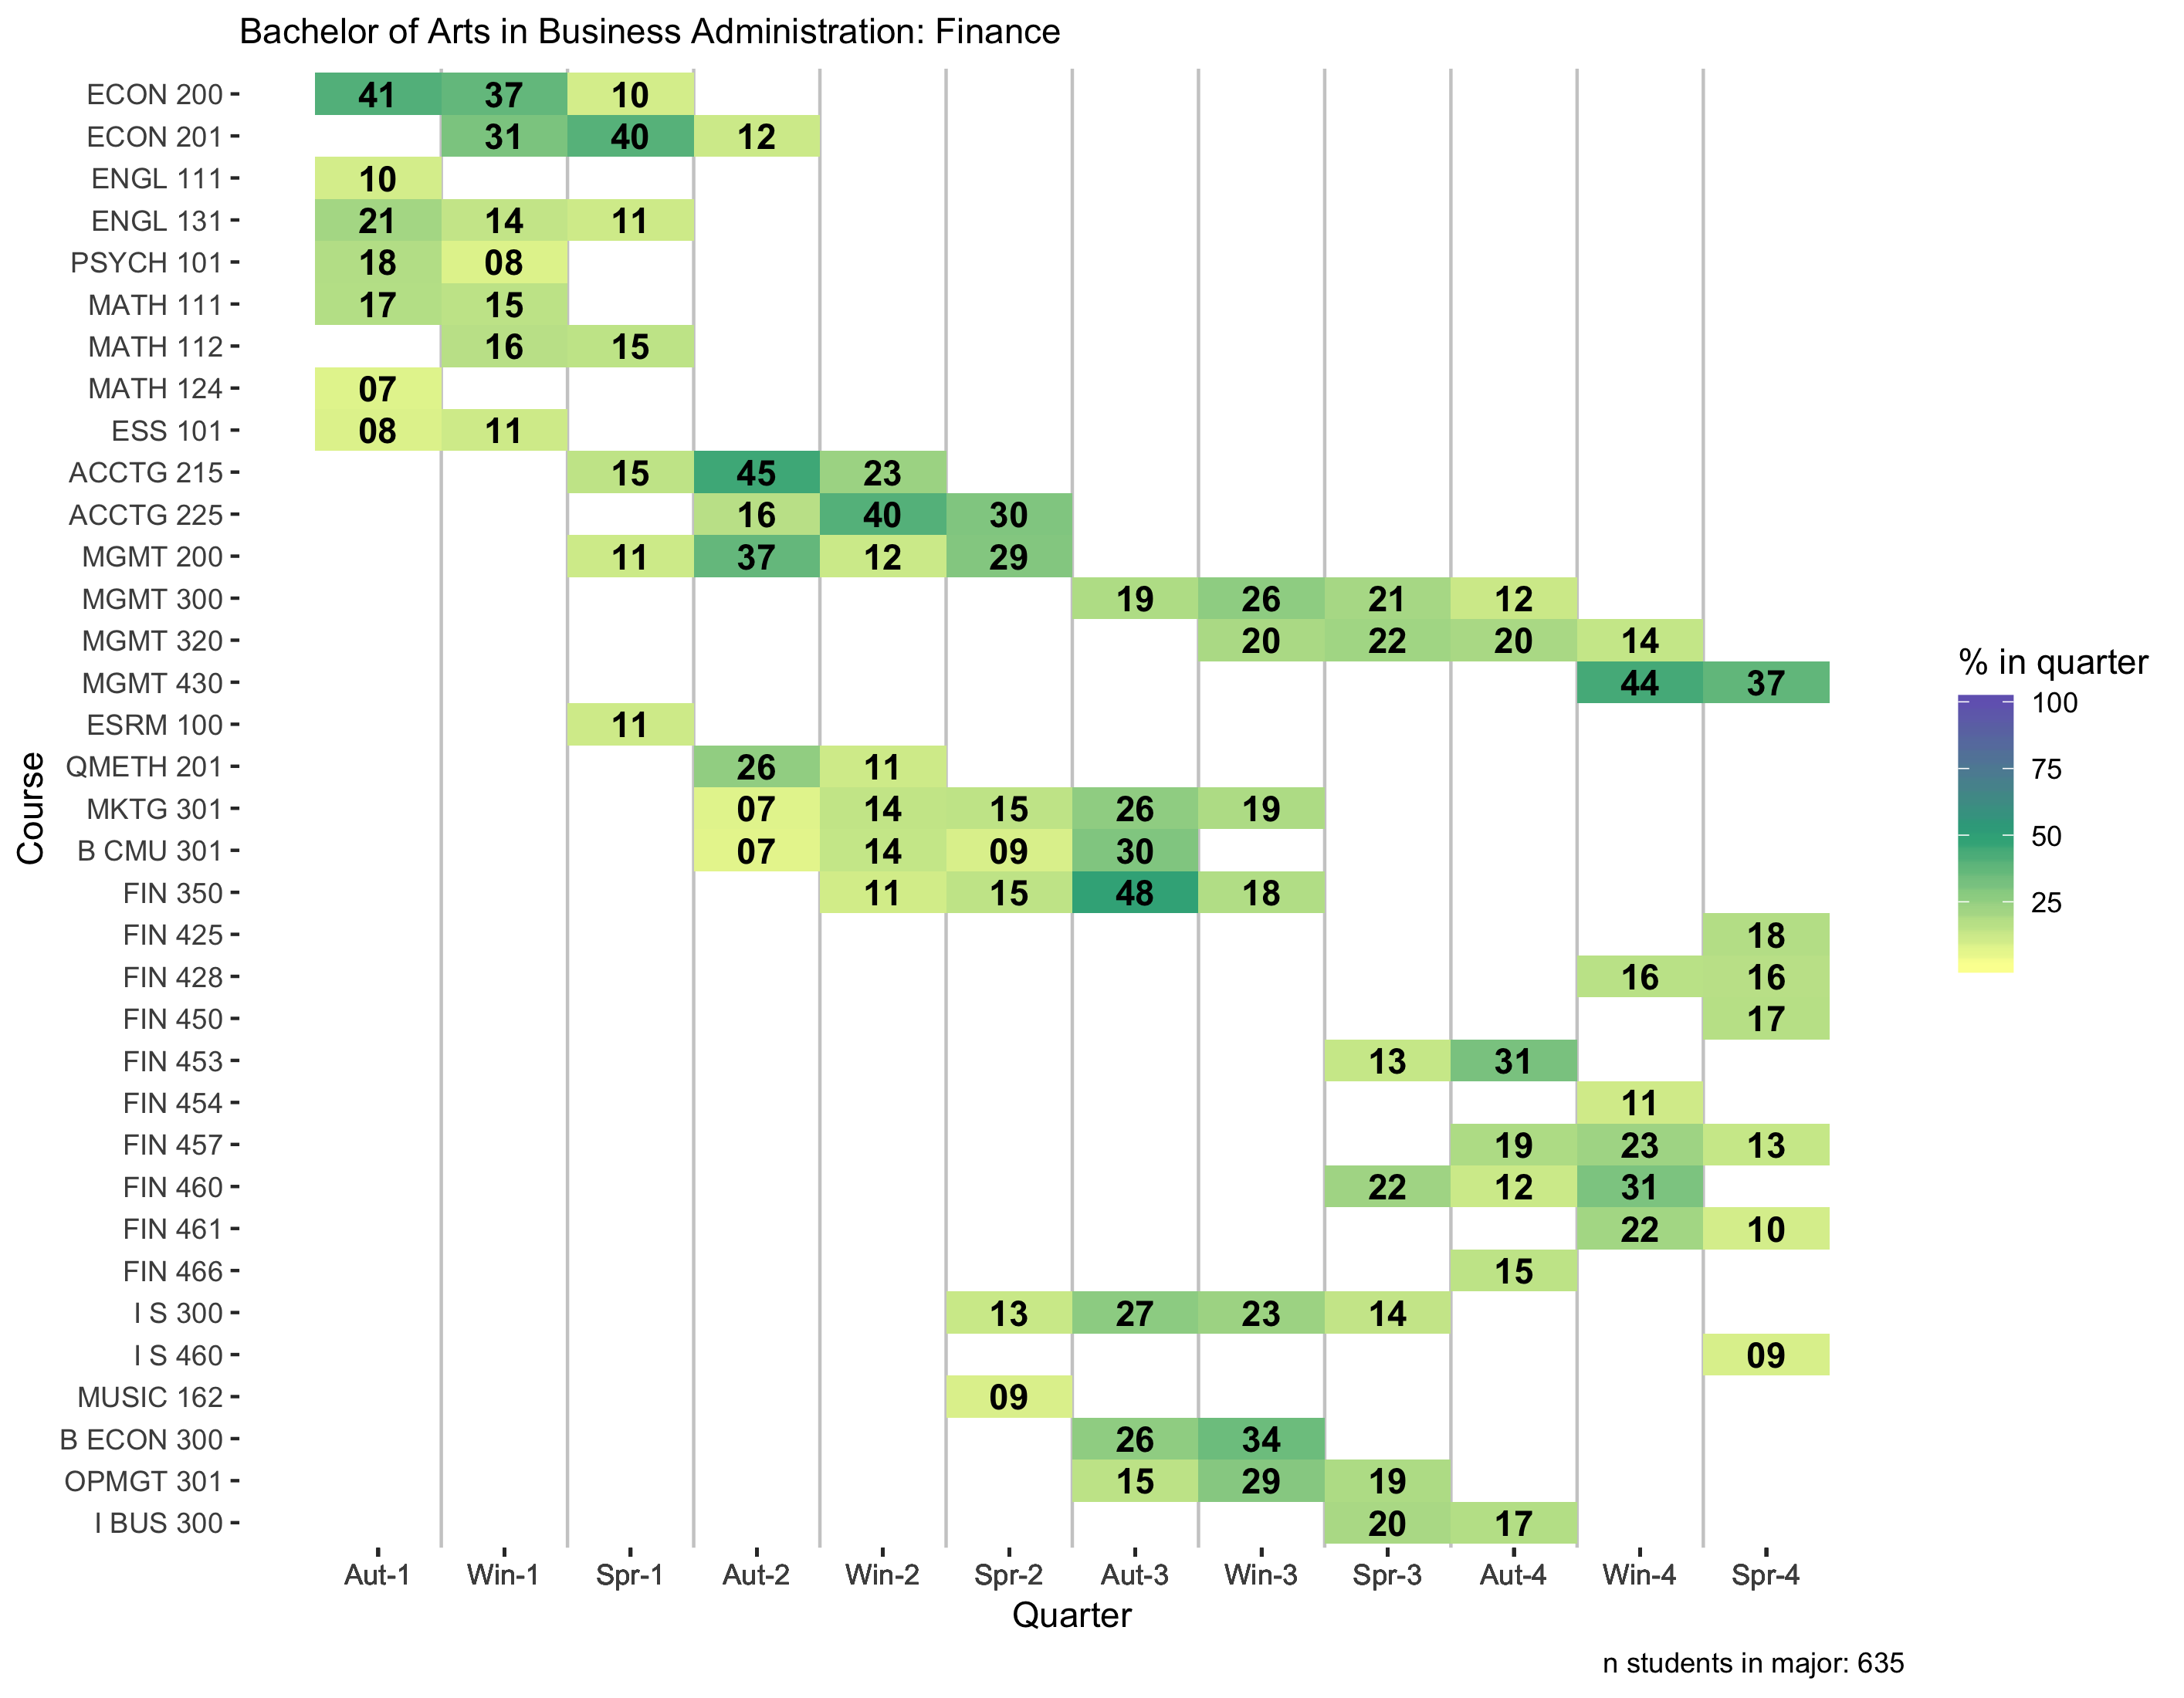 Bachelor of Arts in Business Administration: Finance
ECON 200 41 37 10
ECON 201 31 40 12
ENGL 111 10
ENGL 131 21 14 11
PSYCH 101 18 08
MATH 111 17 15
MATH 112 16 15
MATH 124 07
ESS 101 08 11
ACCTG 215 15 45 23
ACCTG 225 16 40 30
MGMT 200 11 37 12 29
MGMT 300 19 26 21 12
MGMT 320 20 22 20 14
MGMT 430 44 37
ESRM 100 11
QMETH 201 26 11
MKTG 301 07 14 15 26 19
B CMU 301 07 14 09 30
FIN 350 11 15 48 18
FIN 425 18
FIN 428 16 16
FIN 450 17
FIN 453 13 31
FIN 454 11
FIN 457 19 23 13
FIN 460 22 12 31
FIN 461 22 10
FIN 466 15
I S 300 13 27 23 14
I S 460 09
MUSIC 162 09
B ECON 300 26 34
OPMGT 301 15 29 19
I BUS 300 20 17
Aut-1 Win-1 Spr-1 Aut-2 Win-2 Spr-2 Aut-3 Win-3 Spr-3 Aut-4 Win-4 Spr-4
Quarter
Course
% in quarter
100
75
50
25
n students in major: 635